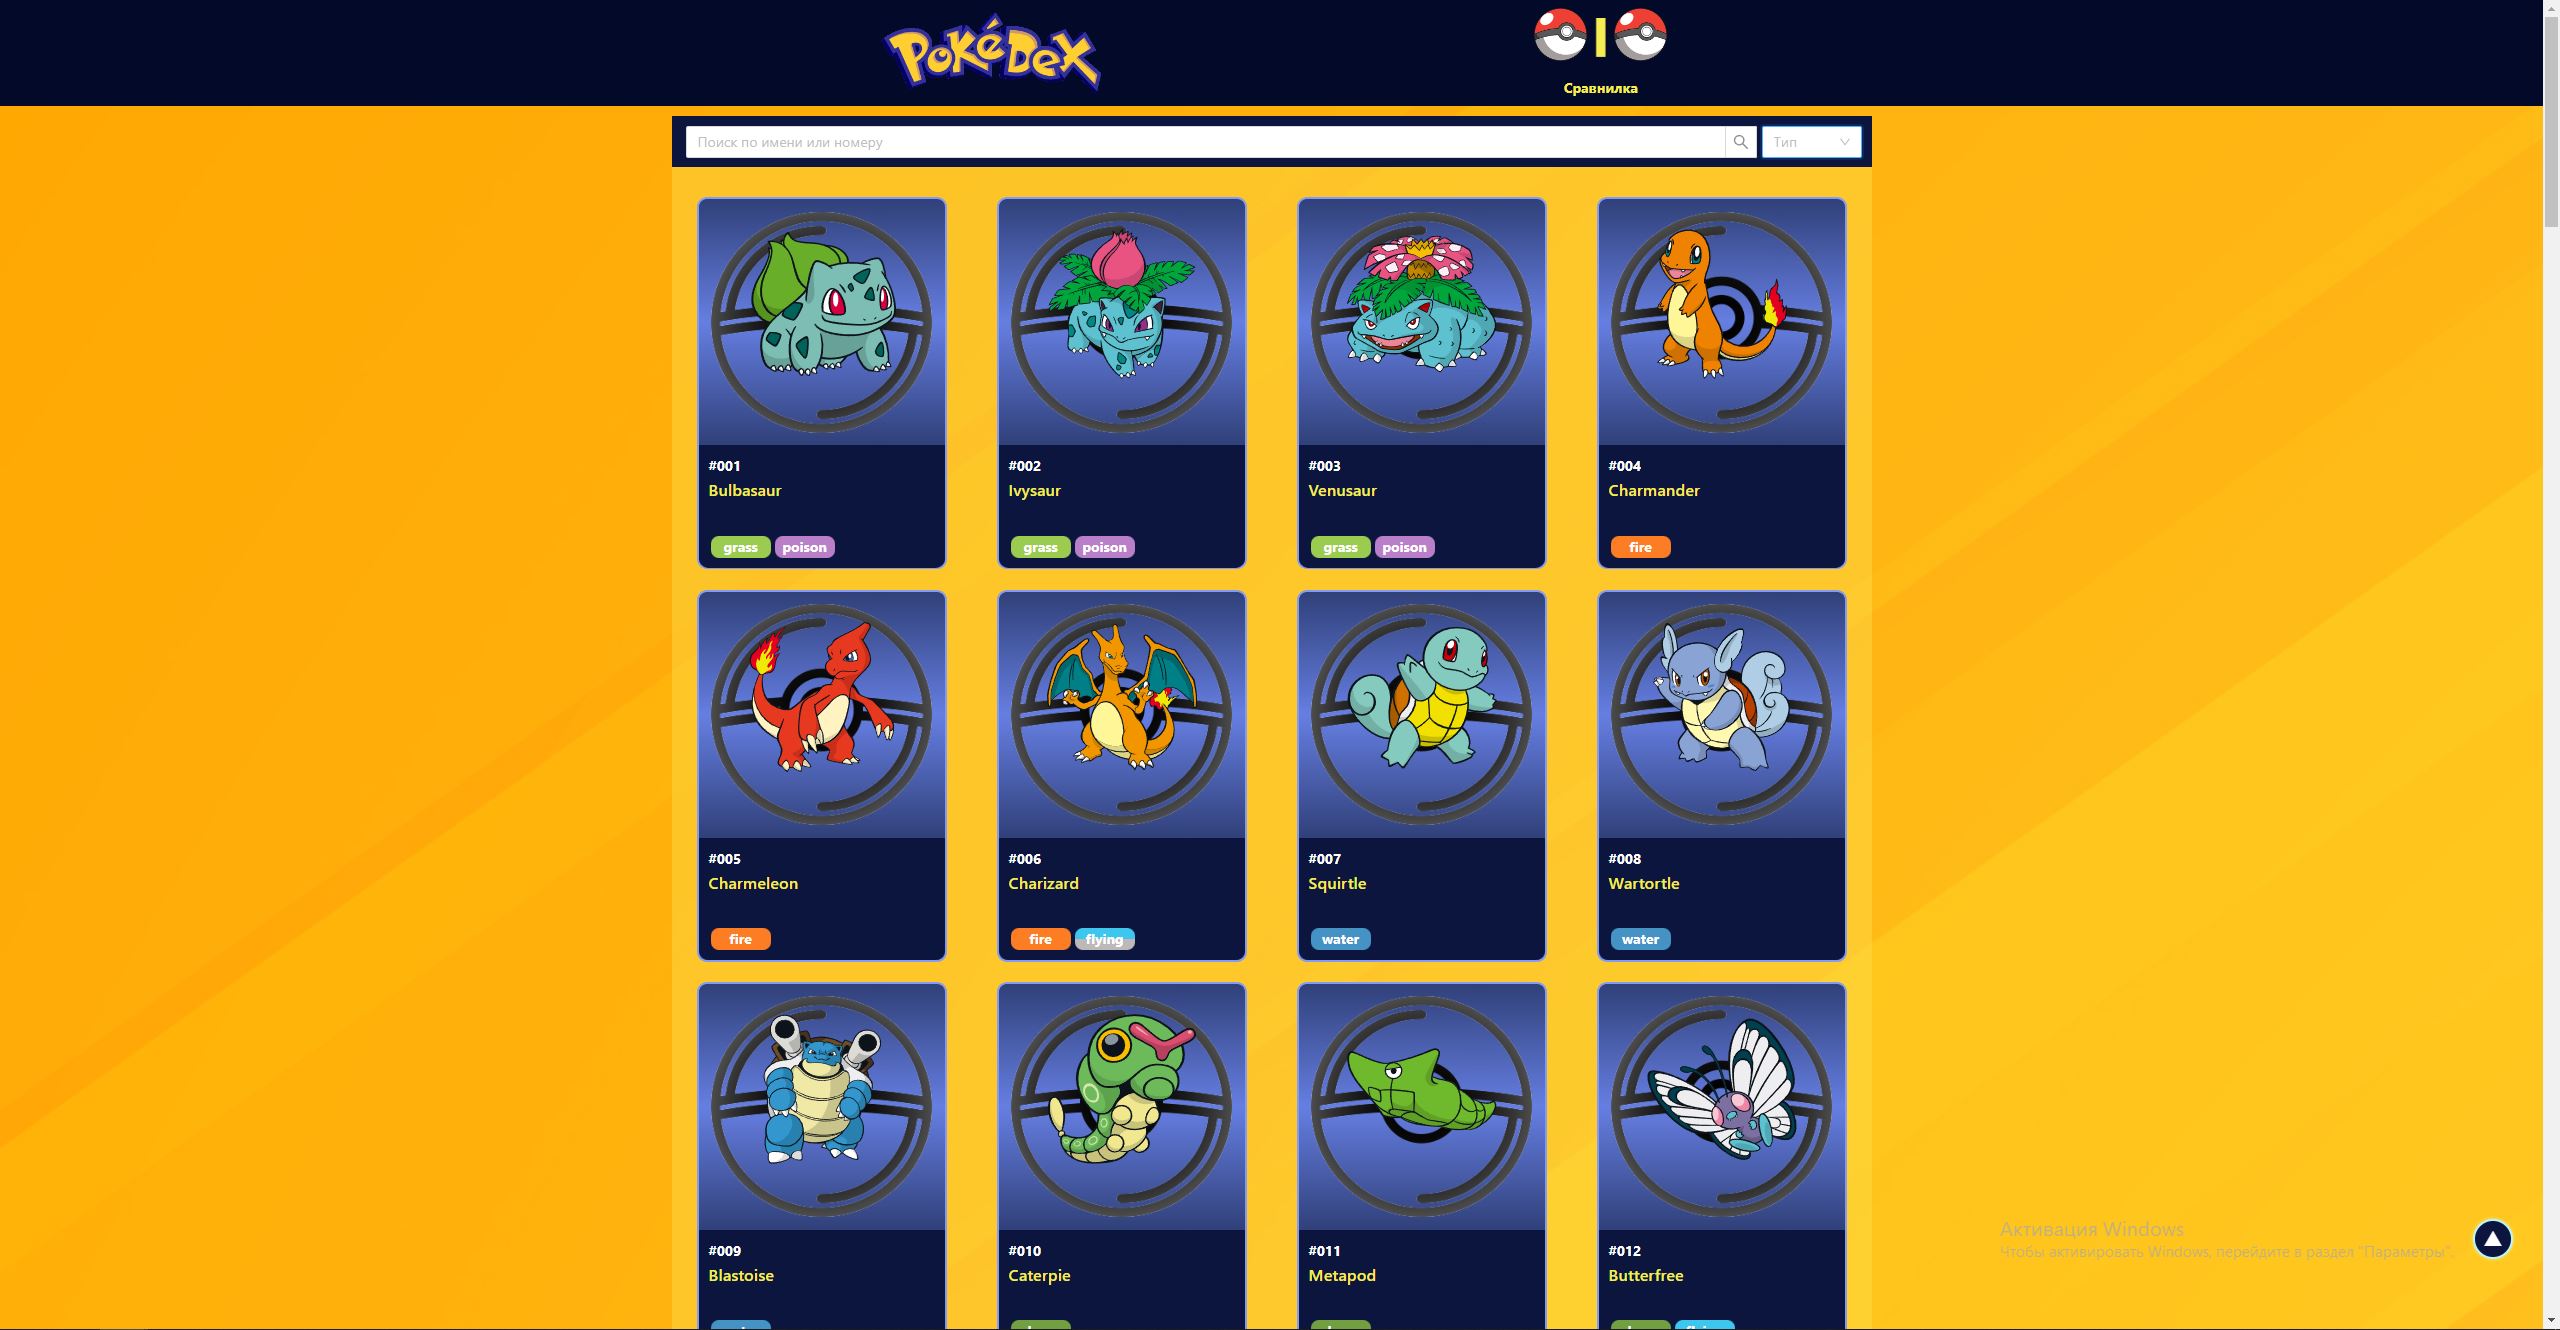 PoKéDeX
Сравнилка
Поиск по имени или номеру
Тип
#001
Bulbasaur
grass poison
#002
Ivysaur
grass poison
#003
Venusaur
grass poison
#004
Charmander
fire
#005
Charmeleon
fire
#006
Charizard
fire flying
#007
Squirtle
water
#008
Wartortle
water
#009
Blastoise
#010
Caterpie
#011
Metapod
#012
Butterfree
Активация Windows
Чтобы активировать Windows, перейдите в раздел "Параметры".